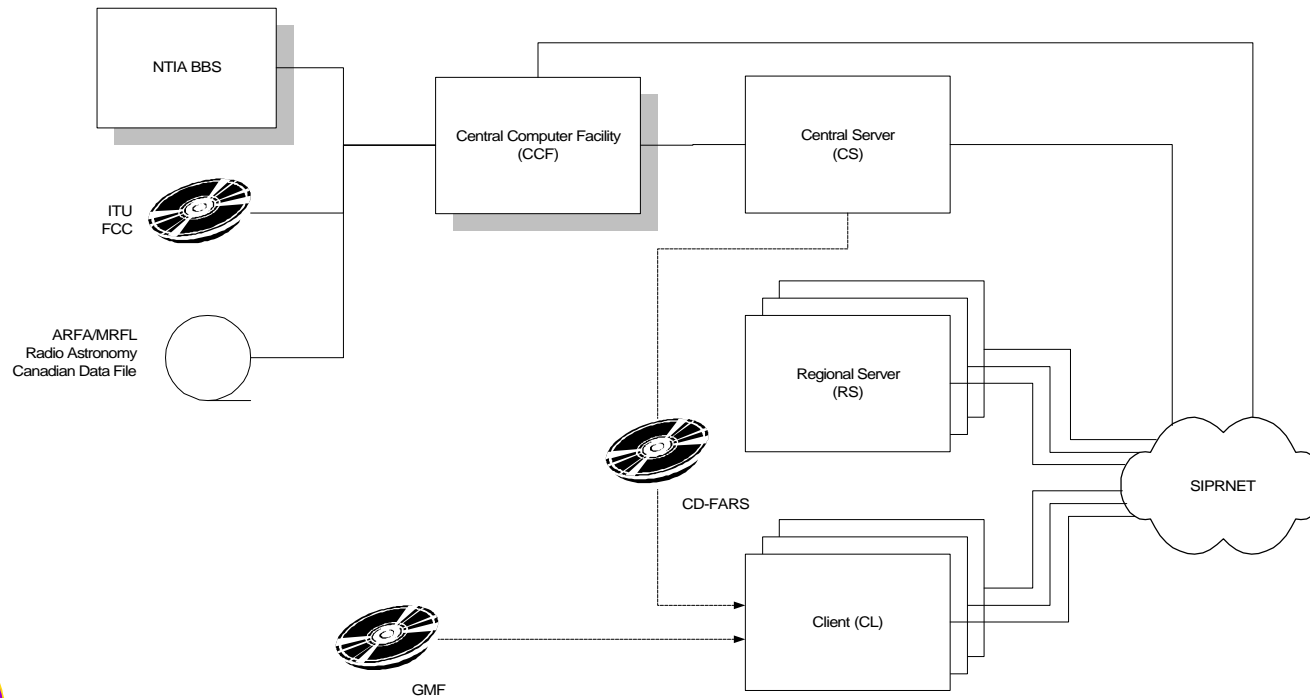 NTIA BBS
Central Computer Facility
(CCF)
Central Server
(CS)
ITU
FCC
ARFA/MRFL
Radio Astronomy
Canadian Data File
Regional Server
(RS)
SIPRNET
CD-FARS
Client (CL)
GMF